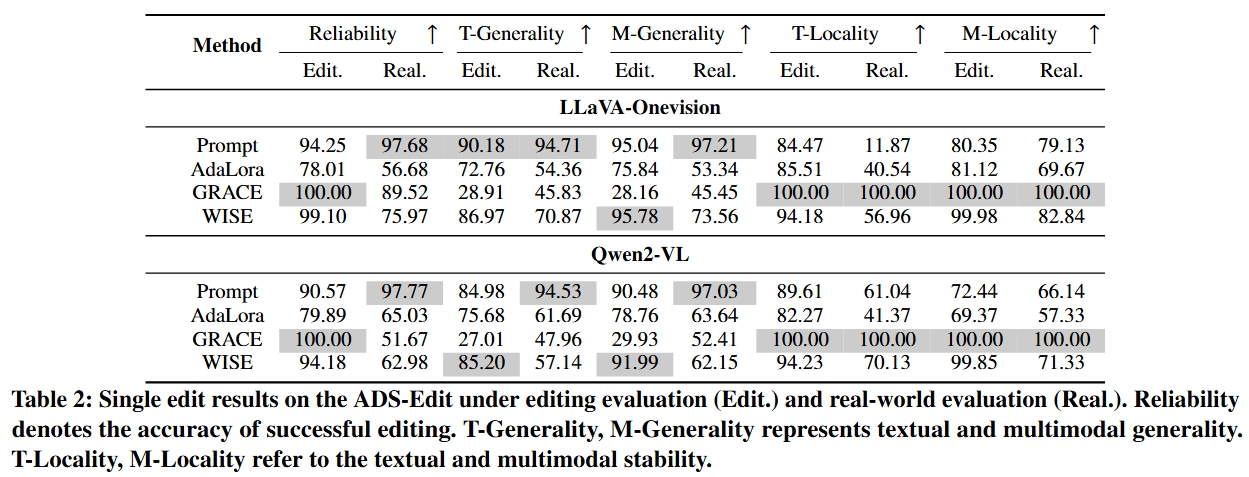 Method Reliability ↑ T-Generality ↑ M-Generality ↑ T-Locality ↑ M-Locality ↑
Edit. Real. Edit. Real. Edit. Real. Edit. Real. Edit. Real.
LLaVA-Onevision
Prompt 94.25 97.68 90.18 94.71 95.04 97.21 84.47 11.87 80.35 79.13
AdaLora 78.01 56.68 72.76 54.36 75.84 53.34 85.51 40.54 81.12 69.67
GRACE 100.00 89.52 28.91 45.83 28.16 45.45 100.00 100.00 100.00 100.00
WISE 99.10 75.97 86.97 70.87 95.78 73.56 94.18 56.96 99.98 82.84
Qwen2-VL
Prompt 90.57 97.77 84.98 94.53 90.48 97.03 89.61 61.04 72.44 66.14
AdaLora 79.89 65.03 75.68 61.69 78.76 63.64 82.27 41.37 69.37 57.33
GRACE 100.00 51.67 27.01 47.96 29.93 52.41 100.00 100.00 100.00 100.00
WISE 94.18 62.98 85.20 57.14 91.99 62.15 94.23 70.13 99.85 71.33
Table 2: Single edit results on the ADS-Edit under editing evaluation (Edit.) and real-world evaluation (Real.). Reliability
denotes the accuracy of successful editing. T-Generality, M-Generality represents textual and multimodal generality.
T-Locality, M-Locality refer to the textual and multimodal stability.